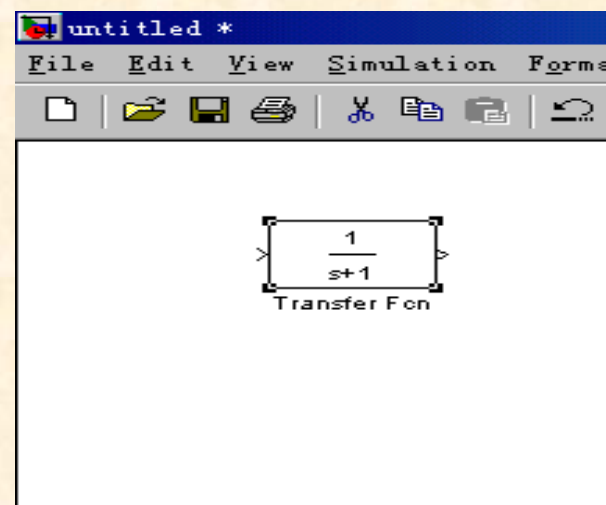 untitled *
File Edit View Simulation Forma
1
s+1
Transfer Fcn